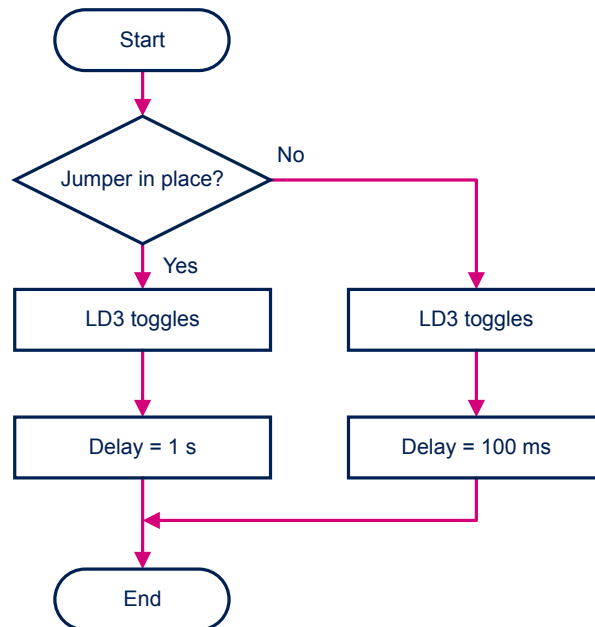 Start
Jumper in place?
No
Yes
LD3 toggles
LD3 toggles
Delay = 1 s
Delay = 100 ms
End